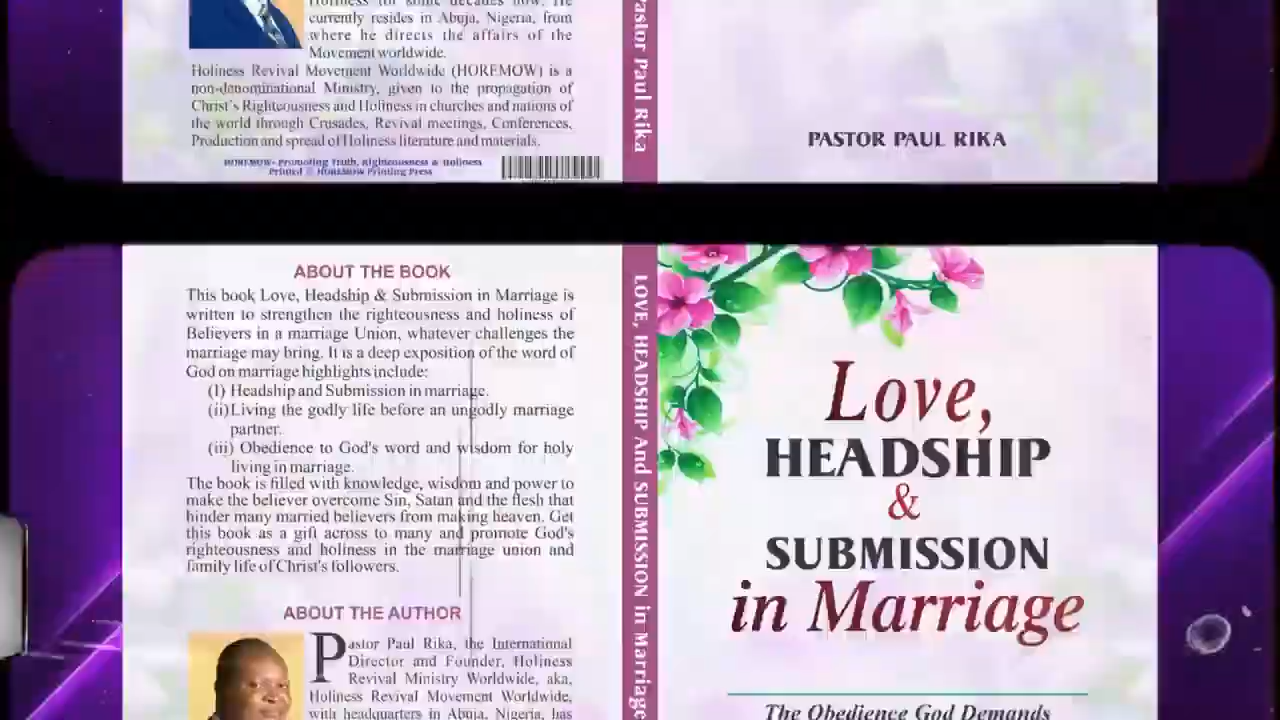 Holiness for some decades now. He
currently resides in Abuja, Nigeria, from
where he directs the affairs of the
Movement worldwide.
Holiness Revival Movement Worldwide (HOREMOW) is a
non-denominational Ministry, given to the propagation of
Christ's Righteousness and Holiness in churches and nations of
the world through Crusades, Revival meetings, Conferences,
Production and spread of Holiness literature and materials.
HOREMOW- Promoting Truth, Righteousness & Holiness
Printed @ HOREMOW Printing Press
Pastor Paul Rika
PASTOR PAUL RIKA
ABOUT THE BOOK
This book Love, Headship & Submission in Marriage is
written to strengthen the righteousness and holiness of
Believers in a marriage Union, whatever challenges the
marriage may bring. It is a deep exposition of the word of
God on marriage highlights include:
(I) Headship and Submission in marriage.
(ii) Living the godly life before an ungodly marriage
partner.
(iii) Obedience to God's word and wisdom for holy
living in marriage.
The book is filled with knowledge, wisdom and power to
make the believer overcome Sin, Satan and the flesh that
hinder many married believers from making heaven. Get
this book as a gift across to many and promote God's
righteousness and holiness in the marriage union and
family life of Christ's followers.
ABOUT THE AUTHOR
Pastor Paul Rika, the International
Director and Founder, Holiness
Revival Ministry Worldwide, aka,
Holiness Revival Movement Worldwide,
with headquarters in Abuja, Nigeria, has
LOVE, HEADSHIP And SUBMISSION in Marriage
Love,
HEADSHIP
&
SUBMISSION
in Marriage
The Obedience God Demands